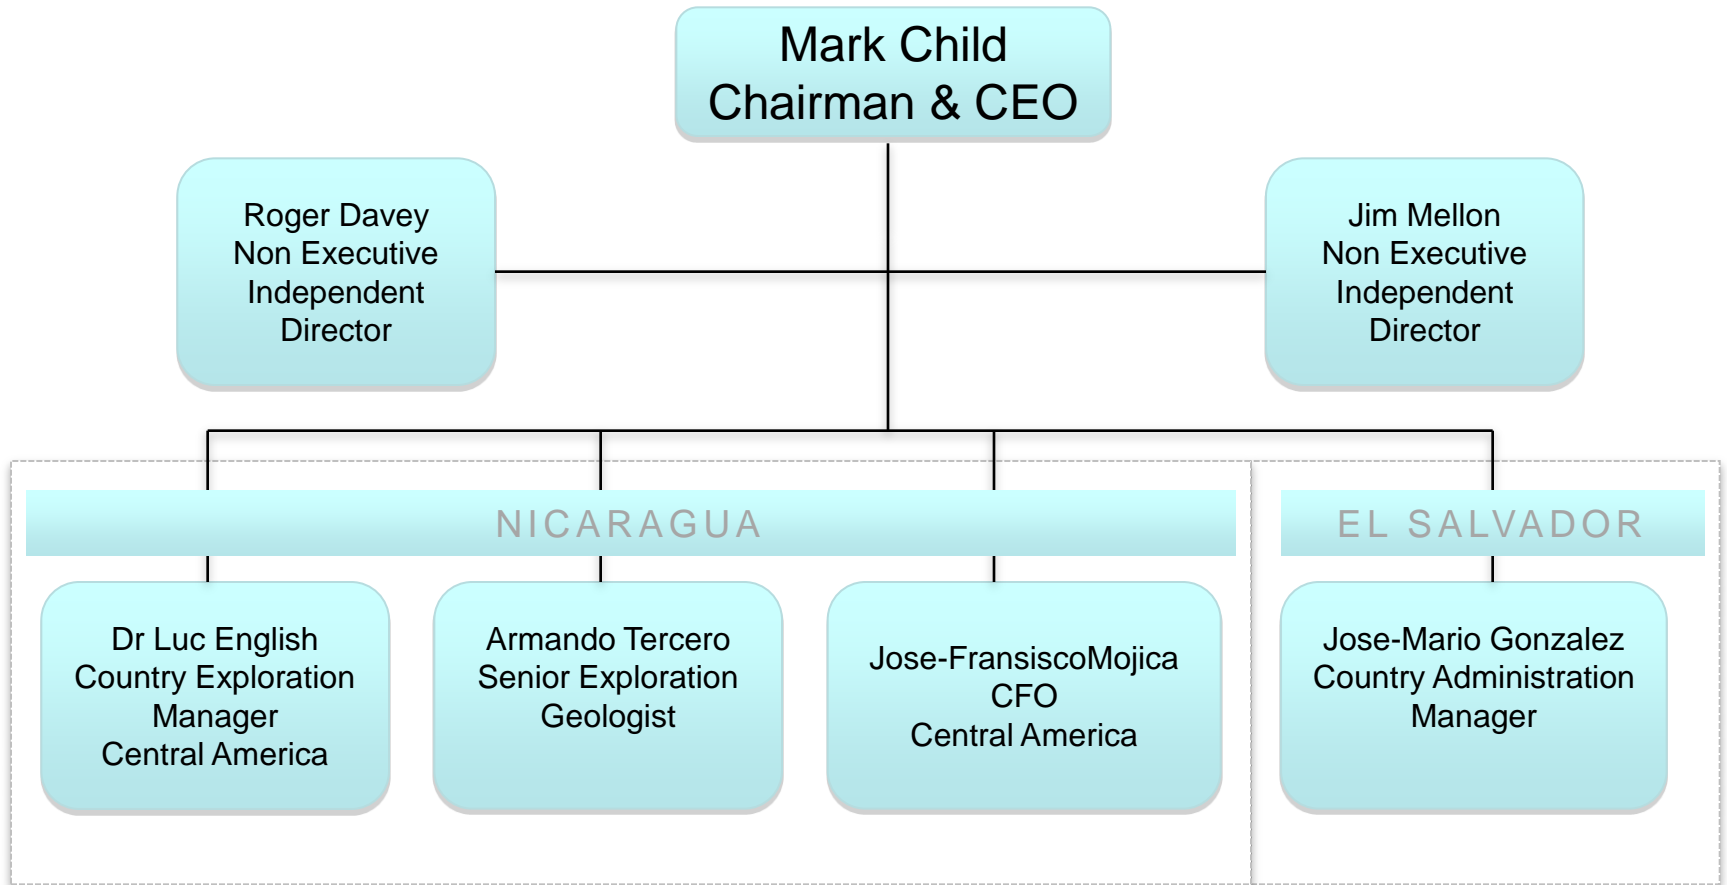 Mark Child
Chairman & CEO
Roger Davey
Non Executive
Independent
Director
Jim Mellon
Non Executive
Independent
Director
NICARAGUA
EL SALVADOR
Dr Luc English
Country Exploration
Manager
Central America
Armando Tercero
Senior Exploration
Geologist
Jose-FransiscoMojica
CFO
Central America
Jose-Mario Gonzalez
Country Administration
Manager